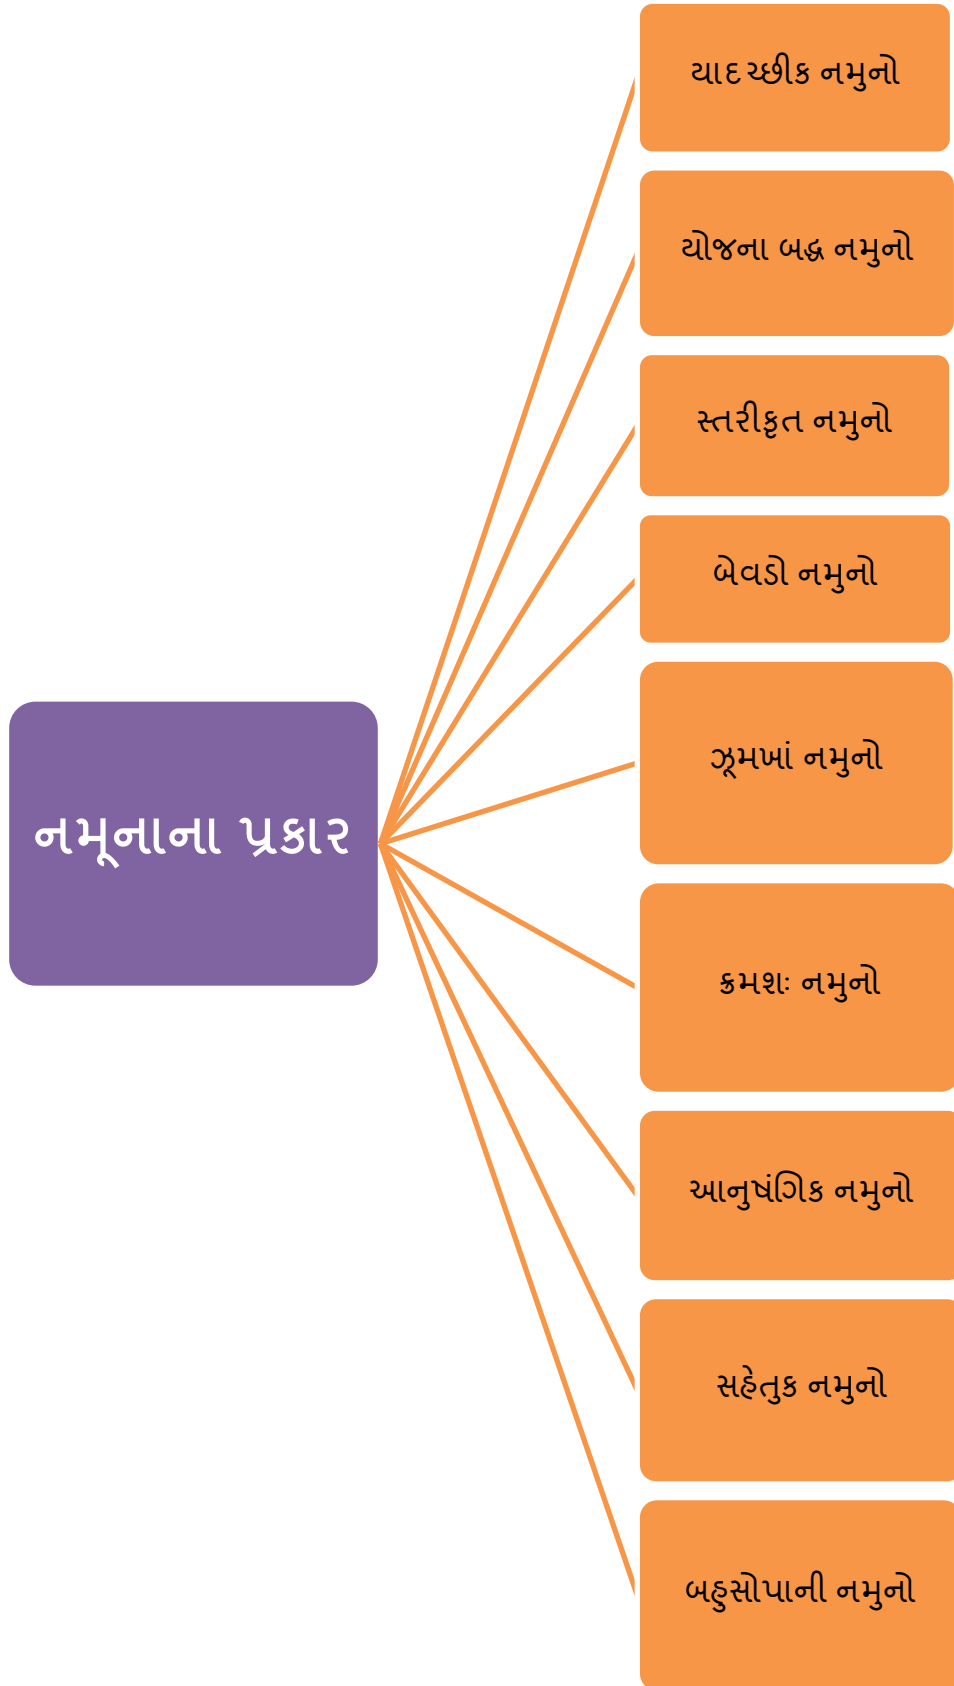 યાદચ્છીક નમુનો
યોજના બદ્ધ નમુનો
સ્તરીકૃત નમુનો
બેવડો નમુનો
ઝૂમખાં નમુનો
નમૂનાના પ્રકાર
ક્રમશઃ નમુનો
આનુષંગિક નમુનો
સહેતુક નમુનો
બહુસોપાની નમુનો